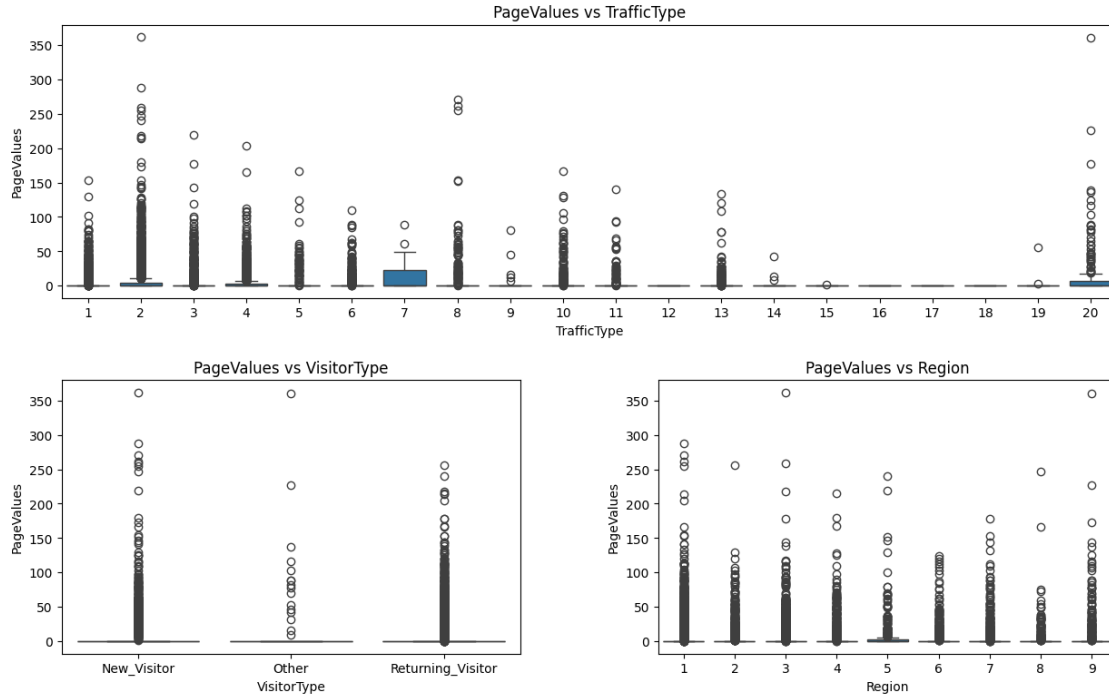 PageValues vs TrafficType
PageValues
350
300
250
200
150
100
50
0
1 2 3 4 5 6 7 8 9 10 11 12 13 14 15 16 17 18 19 20
TrafficType
PageValues vs VisitorType
PageValues
350
300
250
200
150
100
50
0
New_Visitor Other Returning_Visitor
VisitorType
PageValues vs Region
PageValues
350
300
250
200
150
100
50
0
1 2 3 4 5 6 7 8 9
Region